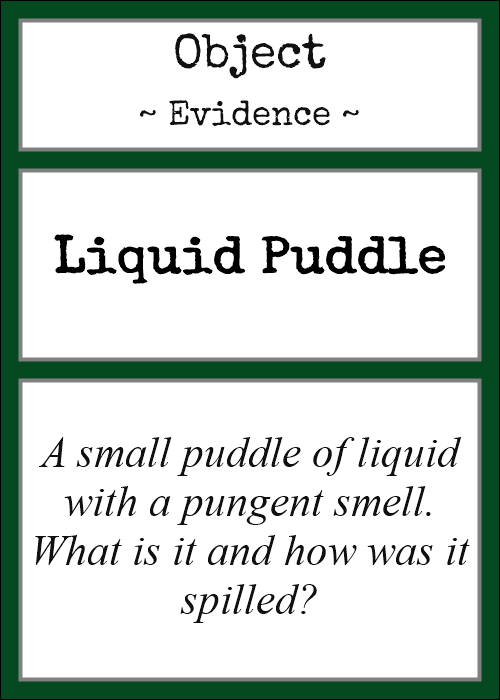 Object
~ Evidence ~
Liquid Puddle
A small puddle of liquid
with a pungent smell.
What is it and how was it
spilled?